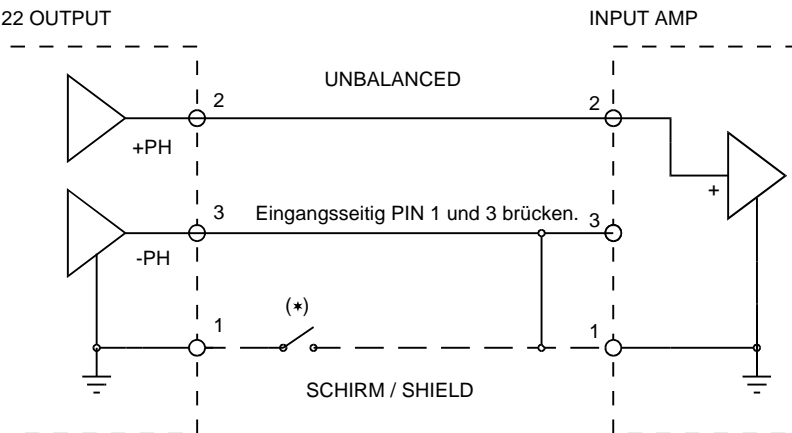 22 OUTPUT
INPUT AMP
UNBALANCED
2
2
+PH
+
3
Eingangsseitig PIN 1 und 3 brücken.
3
-PH
(*)
1
1
SCHIRM / SHIELD